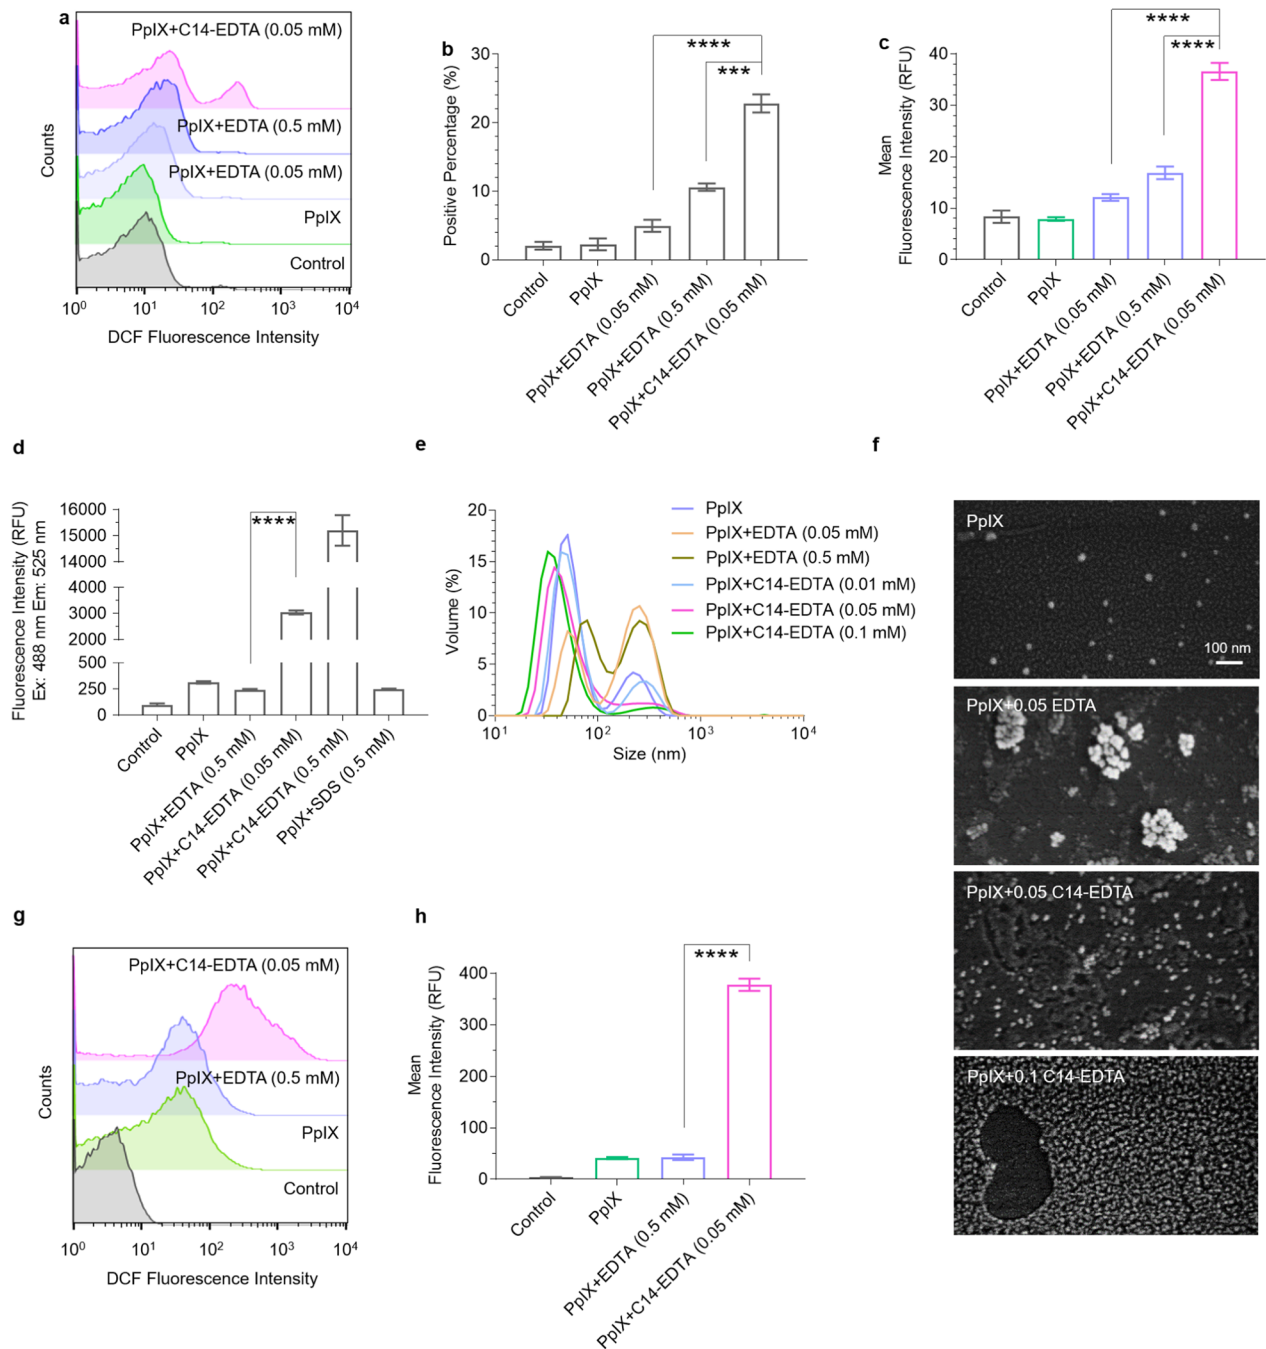 a
PpIX+C14-EDTA (0.05 mM)
PpIX+EDTA (0.5 mM)
PpIX+EDTA (0.05 mM)
PpIX
Control
Counts
10⁰ 10¹ 10² 10³ 10⁴
DCF Fluorescence Intensity
b
****
***
30
20
10
0
Positive Percentage (%)
Control
PpIX
PpIX+EDTA (0.05 mM)
PpIX+EDTA (0.5 mM)
PpIX+C14-EDTA (0.05 mM)
c
****
****
40
30
20
10
0
Mean
Fluorescence Intensity (RFU)
Control
PpIX
PpIX+EDTA (0.05 mM)
PpIX+EDTA (0.5 mM)
PpIX+C14-EDTA (0.05 mM)
d
****
16000
15000
14000
4000
3000
2000
500
250
0
Fluorescence Intensity (RFU)
Ex: 488 nm Em: 525 nm
Control
PpIX
PpIX+EDTA (0.5 mM)
PpIX+C14-EDTA (0.05 mM)
PpIX+C14-EDTA (0.5 mM)
PpIX+SDS (0.5 mM)
e
PpIX
PpIX+EDTA (0.05 mM)
PpIX+EDTA (0.5 mM)
PpIX+C14-EDTA (0.01 mM)
PpIX+C14-EDTA (0.05 mM)
PpIX+C14-EDTA (0.1 mM)
20
15
10
5
0
Volume (%)
10¹ 10² 10³ 10⁴
Size (nm)
f
PpIX
100 nm
PpIX+0.05 EDTA
PpIX+0.05 C14-EDTA
PpIX+0.1 C14-EDTA
g
PpIX+C14-EDTA (0.05 mM)
PpIX+EDTA (0.5 mM)
PpIX
Control
Counts
10⁰ 10¹ 10² 10³ 10⁴
DCF Fluorescence Intensity
h
****
400
300
200
100
0
Mean
Fluorescence Intensity (RFU)
Control
PpIX
PpIX+EDTA (0.5 mM)
PpIX+C14-EDTA (0.05 mM)